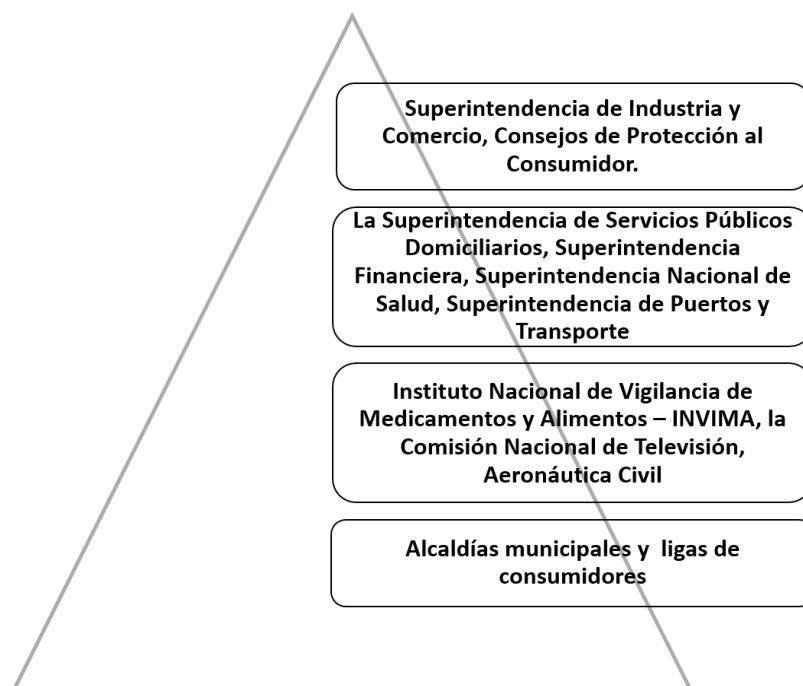 Superintendencia de Industria y
Comercio, Consejos de Protección al
Consumidor.
La Superintendencia de Servicios Públicos
Domiciliarios, Superintendencia
Financiera, Superintendencia Nacional de
Salud, Superintendencia de Puertos y
Transporte
Instituto Nacional de Vigilancia de
Medicamentos y Alimentos – INVIMA, la
Comisión Nacional de Televisión,
Aeronáutica Civil
Alcaldías municipales y ligas de
consumidores